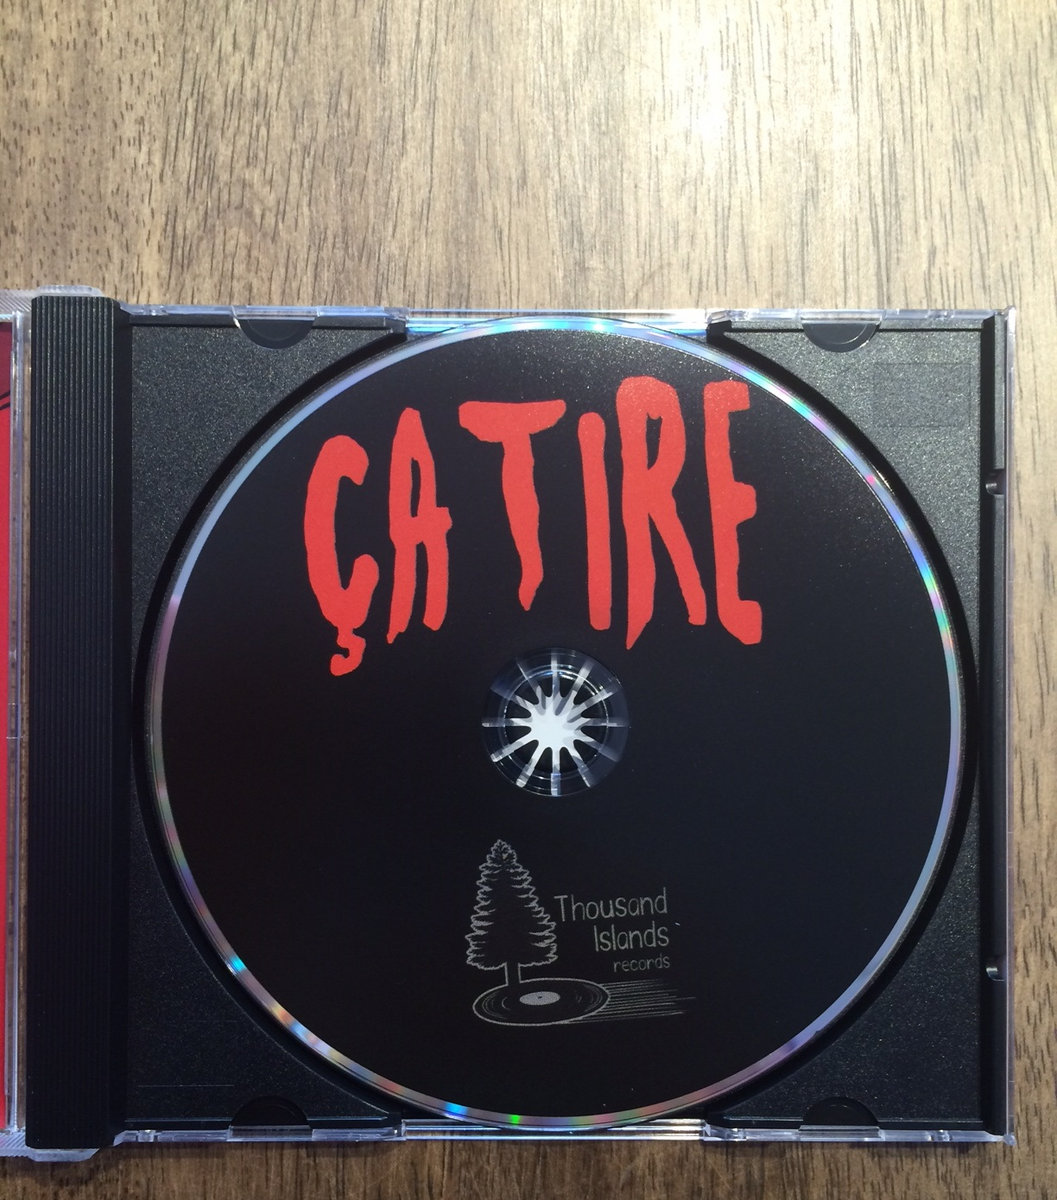 ÇA TIRE
Thousand
Islands
records